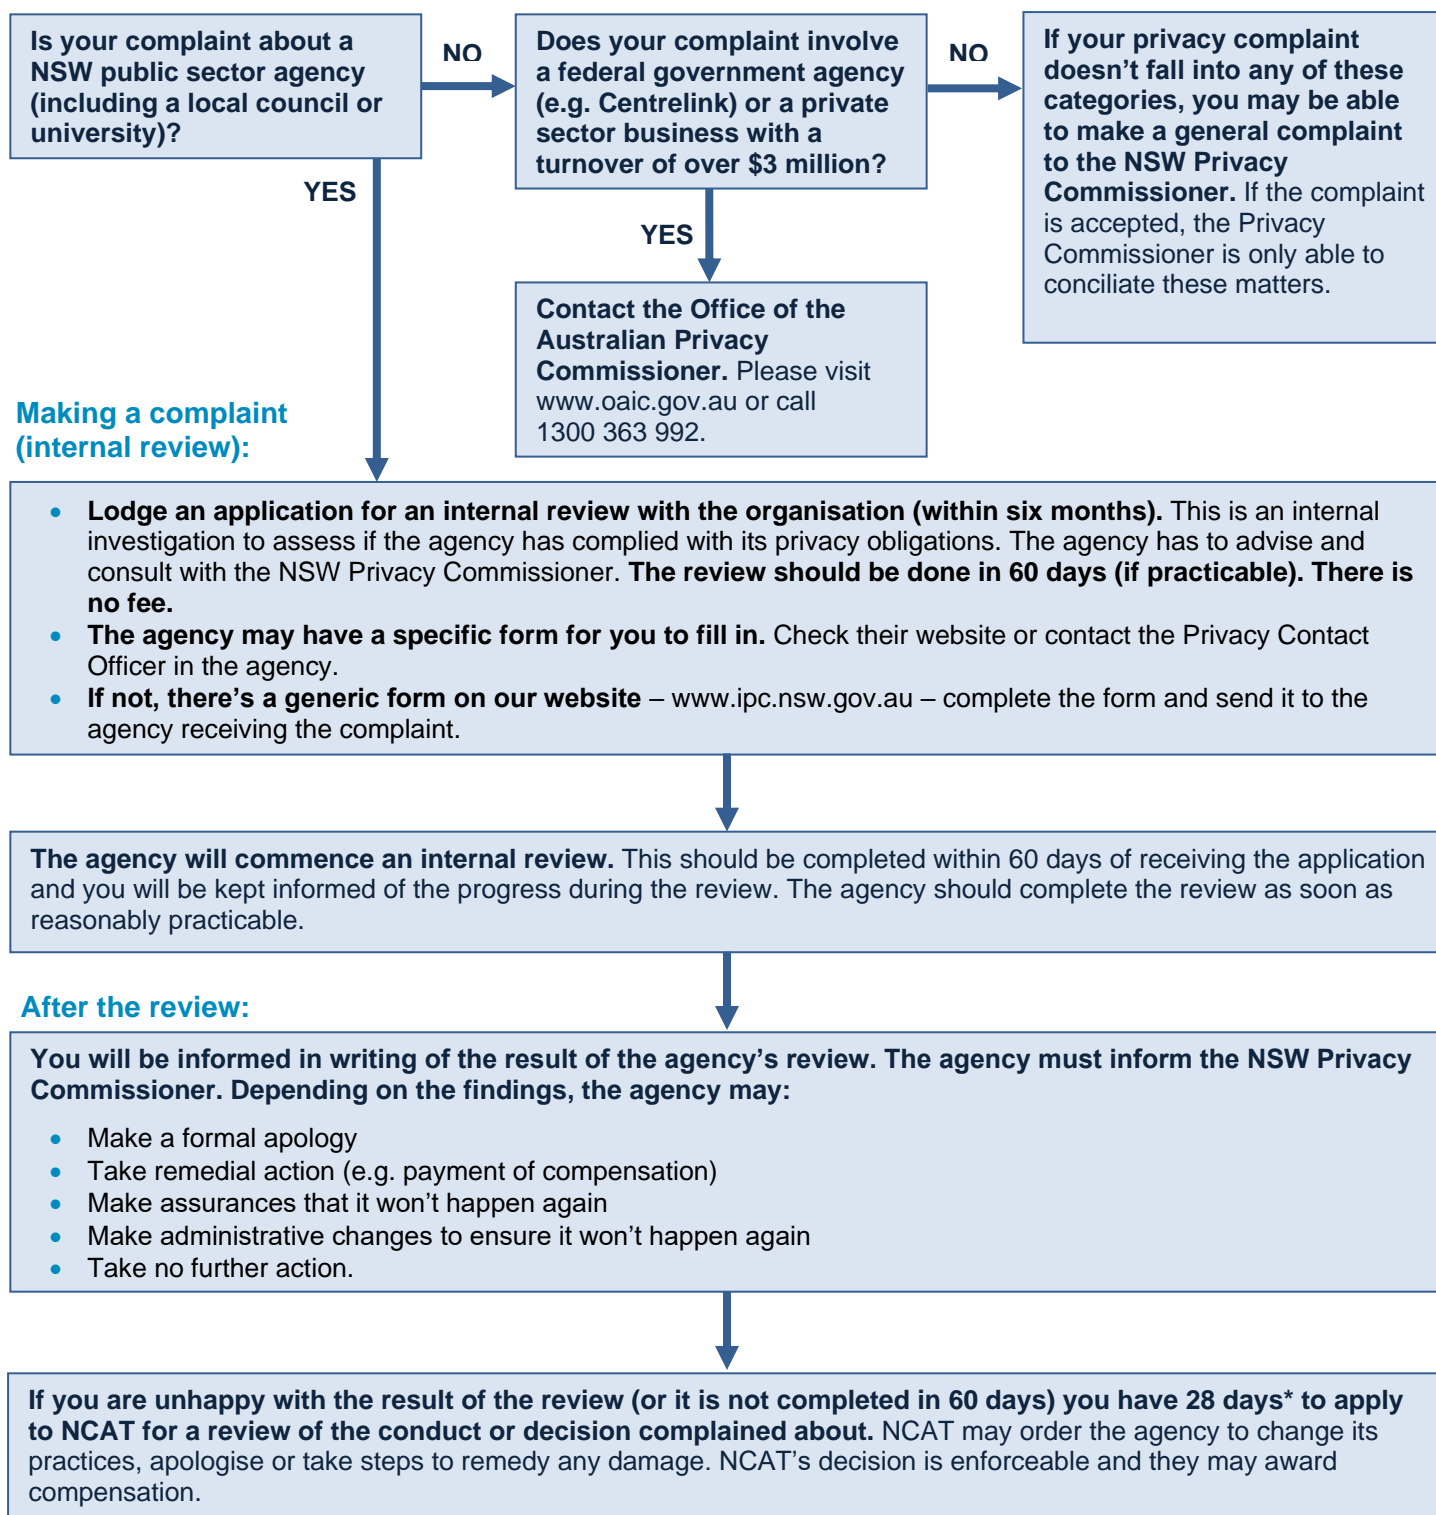 Is your complaint about a
NSW public sector agency
(including a local council or
university)?
NO
Does your complaint involve
a federal government agency
(e.g. Centrelink) or a private
sector business with a
turnover of over $3 million?
NO
If your privacy complaint
doesn’t fall into any of these
categories, you may be able
to make a general complaint
to the NSW Privacy
Commissioner. If the complaint
is accepted, the Privacy
Commissioner is only able to
conciliate these matters.
YES
YES
Contact the Office of the
Australian Privacy
Commissioner. Please visit
www.oaic.gov.au or call
1300 363 992.
Making a complaint
(internal review):
• Lodge an application for an internal review with the organisation (within six months). This is an internal
investigation to assess if the agency has complied with its privacy obligations. The agency has to advise and
consult with the NSW Privacy Commissioner. The review should be done in 60 days (if practicable). There is
no fee.
• The agency may have a specific form for you to fill in. Check their website or contact the Privacy Contact
Officer in the agency.
• If not, there’s a generic form on our website – www.ipc.nsw.gov.au – complete the form and send it to the
agency receiving the complaint.
The agency will commence an internal review. This should be completed within 60 days of receiving the application
and you will be kept informed of the progress during the review. The agency should complete the review as soon as
reasonably practicable.
After the review:
You will be informed in writing of the result of the agency’s review. The agency must inform the NSW Privacy
Commissioner. Depending on the findings, the agency may:
• Make a formal apology
• Take remedial action (e.g. payment of compensation)
• Make assurances that it won’t happen again
• Make administrative changes to ensure it won’t happen again
• Take no further action.
If you are unhappy with the result of the review (or it is not completed in 60 days) you have 28 days* to apply
to NCAT for a review of the conduct or decision complained about. NCAT may order the agency to change its
practices, apologise or take steps to remedy any damage. NCAT’s decision is enforceable and they may award
compensation.